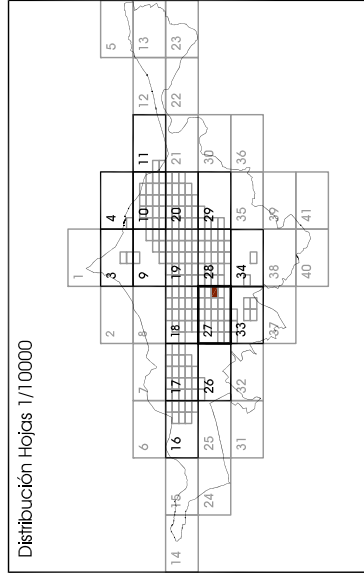 Distribución Hojas 1/10000
1
2 3 4 5
6 7 8 9 10 11 12 13
14 15 16 17 18 19 20 21 22 23
24 25 26 27 28 29 30
31 32 33 34 35 36
37 38 39
40 41